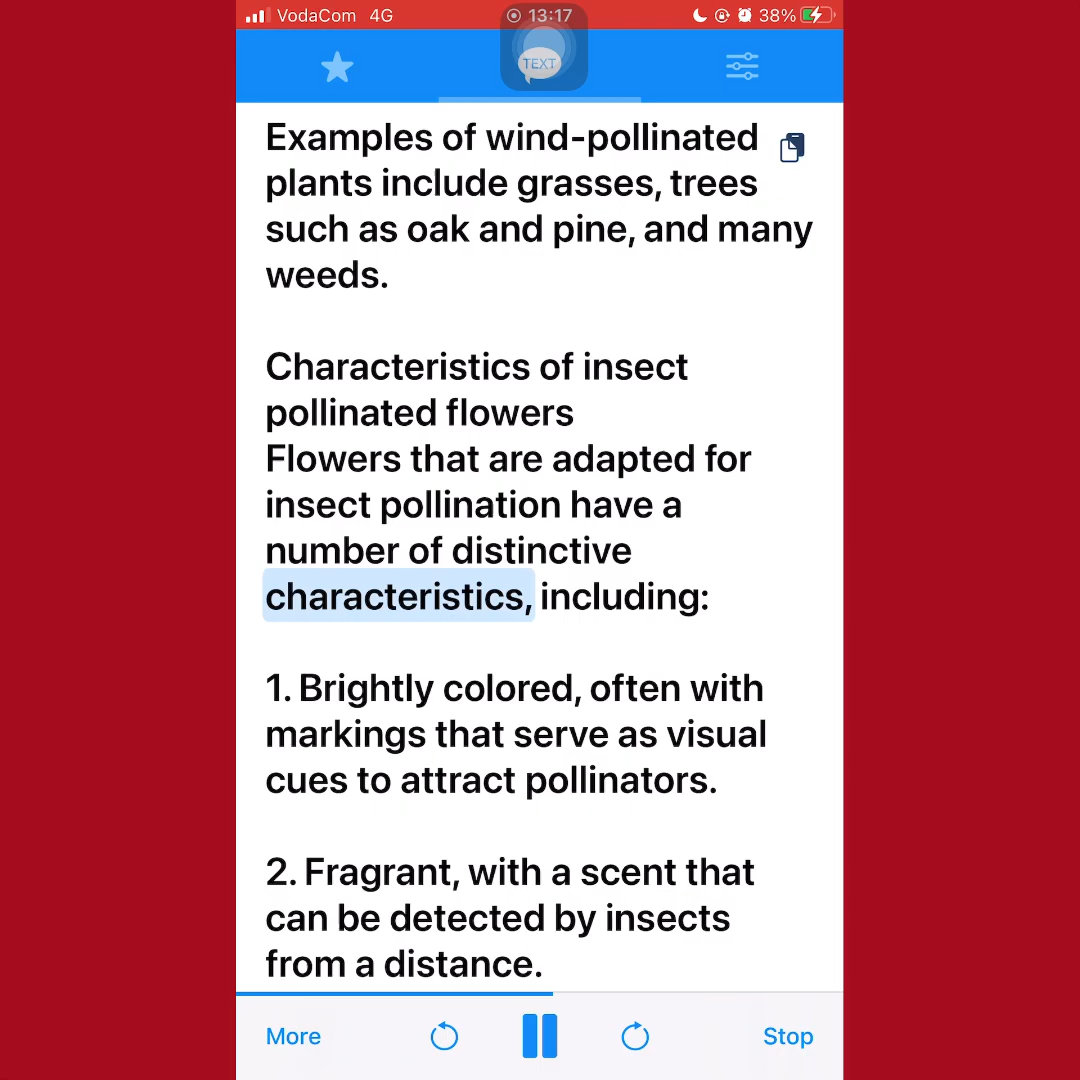 VodaCom 4G 13:17 38%
TEXT
Examples of wind-pollinated
plants include grasses, trees
such as oak and pine, and many
weeds.
Characteristics of insect
pollinated flowers
Flowers that are adapted for
insect pollination have a
number of distinctive
characteristics, including:
1. Brightly colored, often with
markings that serve as visual
cues to attract pollinators.
2. Fragrant, with a scent that
can be detected by insects
from a distance.
More Stop